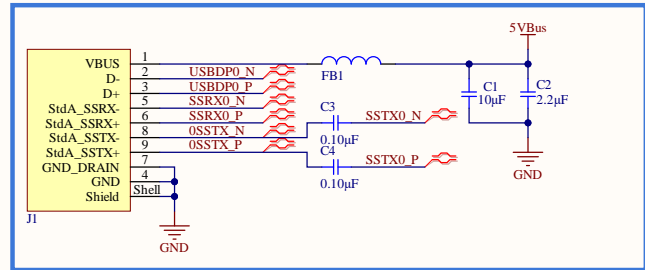 5VBus
VBUS 1
D- 2 USBDP0_N
D+ 3 USBDP0_P
StdA_SSRX- 5 SSRX0_N
StdA_SSRX+ 6 SSRX0_P
StdA_SSTX- 8 0SSTX_N
StdA_SSTX+ 9 0SSTX_P
GND_DRAIN 7
GND 4
Shield Shell
J1
GND
FB1
C3
0.10µF
SSTX0_N
C4
0.10µF
SSTX0_P
C1
10µF
C2
2.2µF
GND